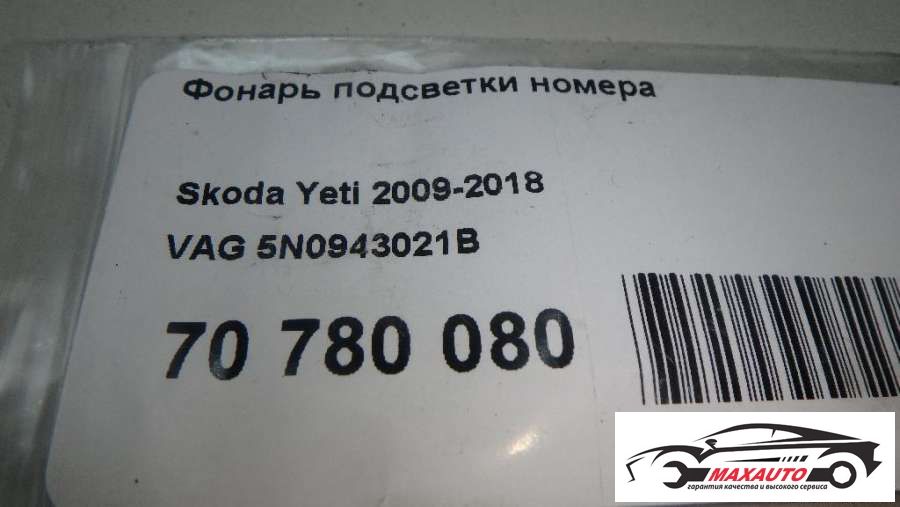 Фонарь подсветки номера
Skoda Yeti 2009-2018
VAG 5N0943021B
70 780 080
MAXAUTO
гарантия качества и высокого сервиса